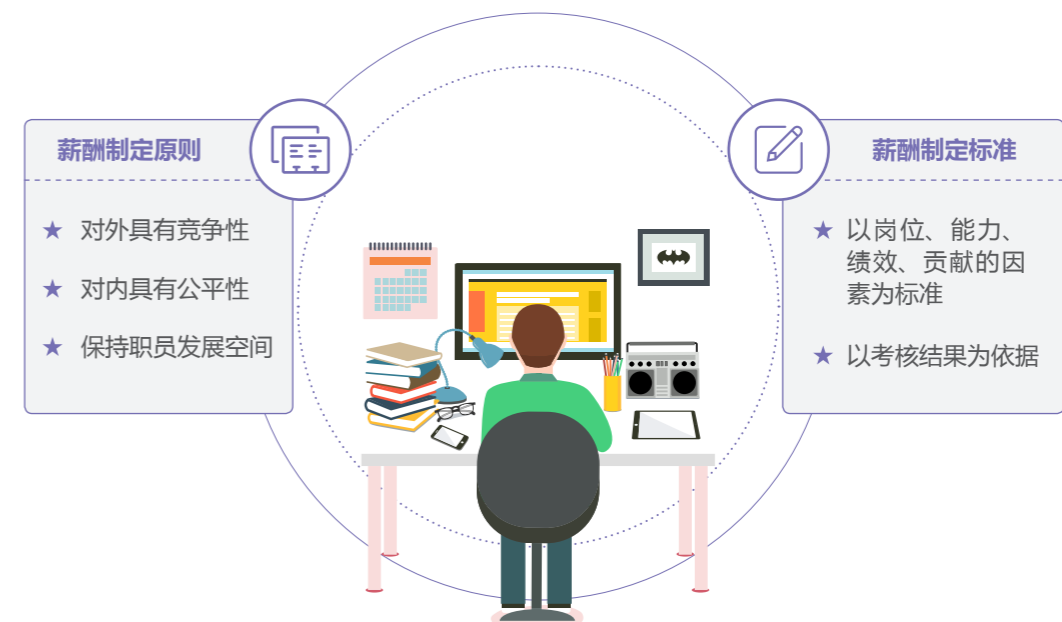 薪酬制定原则
对外具有竞争性
对内具有公平性
保持职员发展空间
薪酬制定标准
以岗位、能力、
绩效、贡献的因
素为标准
以考核结果为依据